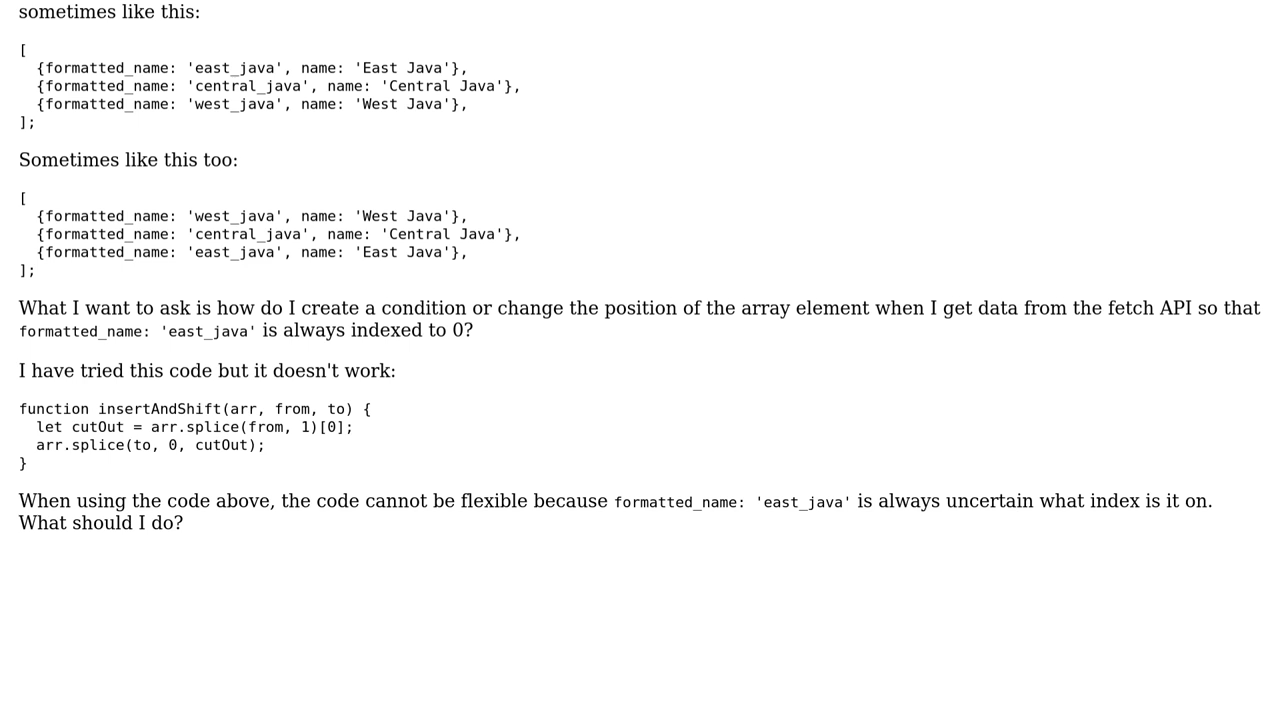 sometimes like this:
[
  {formatted_name: 'east_java', name: 'East Java'},
  {formatted_name: 'central_java', name: 'Central Java'},
  {formatted_name: 'west_java', name: 'West Java'},
];
Sometimes like this too:
[
  {formatted_name: 'west_java', name: 'West Java'},
  {formatted_name: 'central_java', name: 'Central Java'},
  {formatted_name: 'east_java', name: 'East Java'},
];
What I want to ask is how do I create a condition or change the position of the array element when I get data from the fetch API so that
formatted_name: 'east_java' is always indexed to 0?
I have tried this code but it doesn't work:
function insertAndShift(arr, from, to) {
  let cutOut = arr.splice(from, 1)[0];
  arr.splice(to, 0, cutOut);
}
When using the code above, the code cannot be flexible because formatted_name: 'east_java' is always uncertain what index is it on.
What should I do?